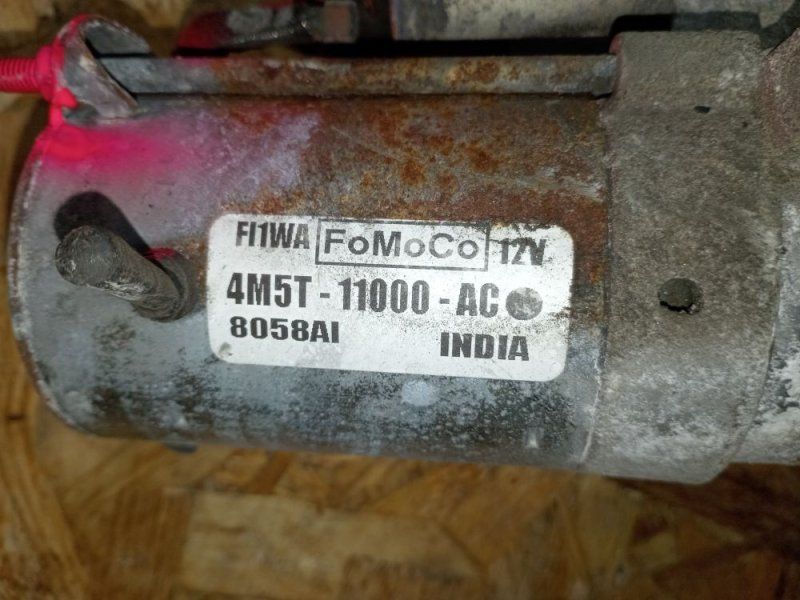 FI1WA FoMoCo 12V
4M5T - 11000 - AC
8058AI INDIA